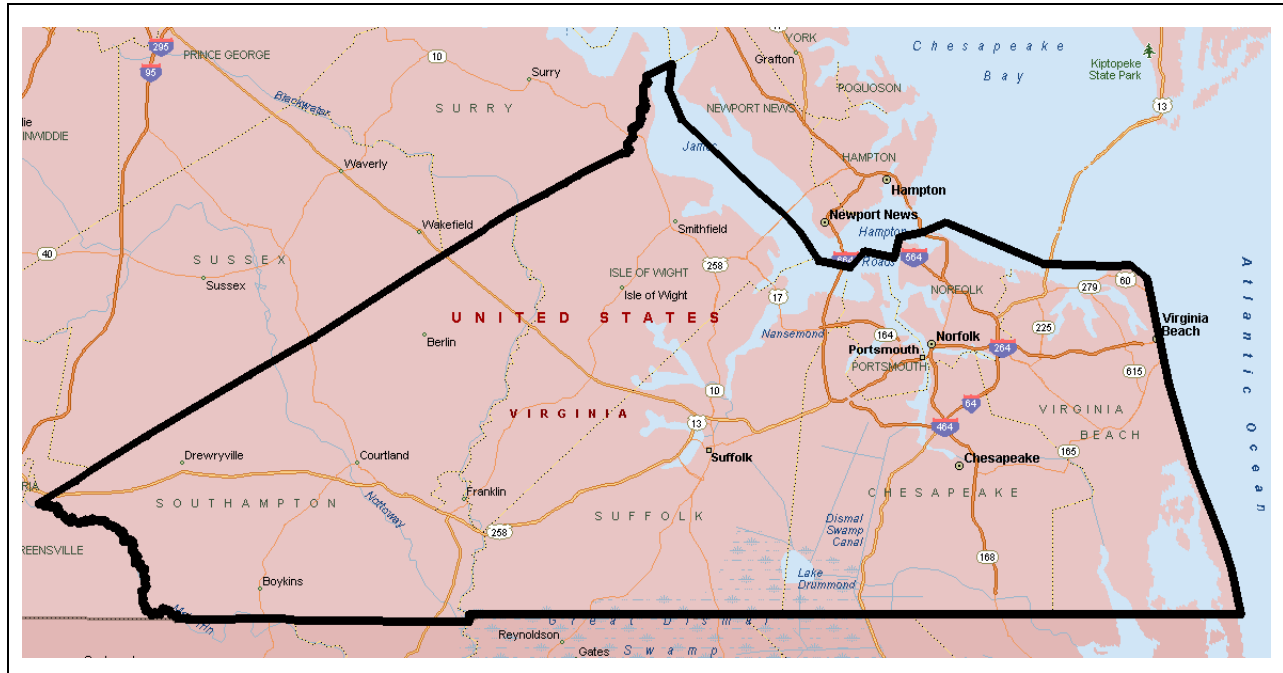 295
PRINCE GEORGE
95
10
Surry
Blackwater
SURRY
INWIDDIE
YORK
Grafton
Chesapeake
Bay
Kiptopeke
State Park
POQUOSON
NEWPORT NEWS
13
James
HAMPTON
Hampton
Waverly
Wakefield
Smithfield
Newport News
Hampton
Roads
664
564
40
SUSSEX
Sussex
ISLE OF WIGHT
258
Isle of Wight
17
NORFOLK
279
60
Atlantic Ocean
UNITED STATES
Berlin
Nansemond
164
Norfolk
Portsmouth
PORTSMOUTH
225
264
Virginia
Beach
615
10
VIRGINIA
13
64
464
VIRGINIA
BEACH
Drewryville
Courtland
Suffolk
Chesapeake
165
SOUTHAMPTON
Nottoway
Franklin
SUFFOLK
CHESAPEAKE
258
Dismal
Swamp
Canal
REENSVILLE
168
Boykins
Lake
Drummond
Great Dismal
Swamp
Reynoldson
Gates